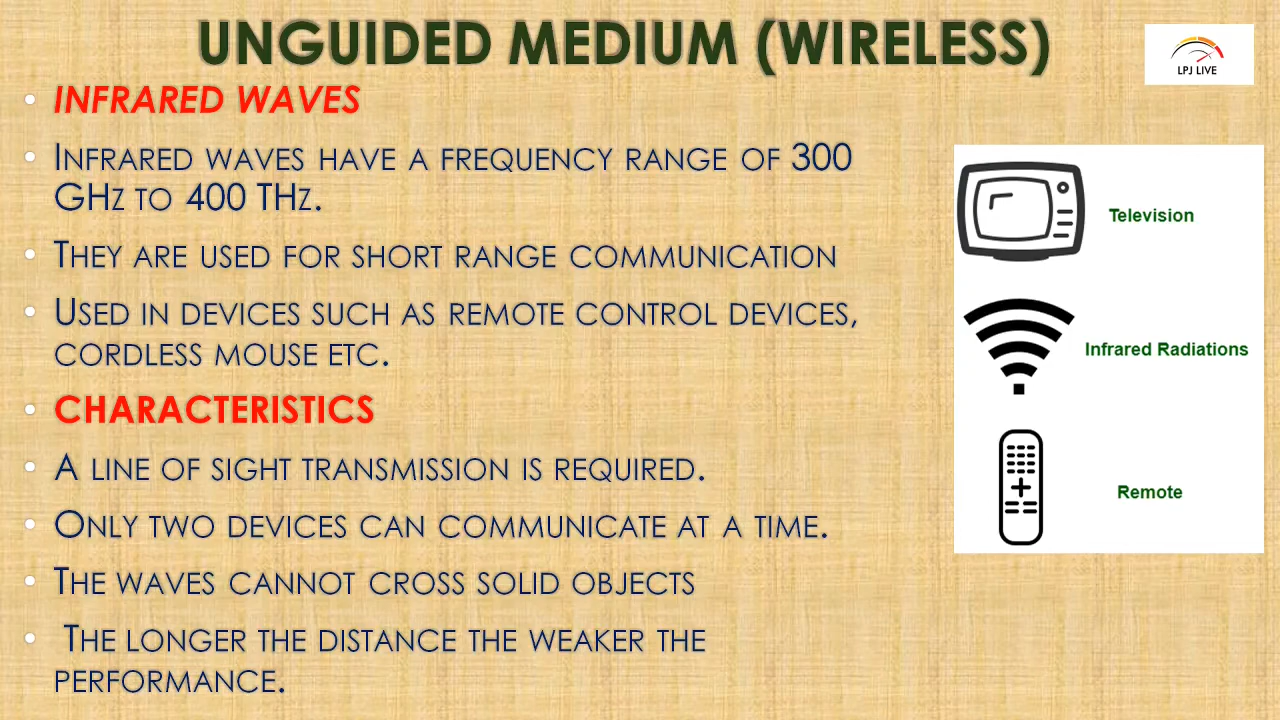 UNGUIDED MEDIUM (WIRELESS)
LPJ LIVE
• INFRARED WAVES
• INFRARED WAVES HAVE A FREQUENCY RANGE OF 300
GHZ TO 400 THZ.
• THEY ARE USED FOR SHORT RANGE COMMUNICATION
• USED IN DEVICES SUCH AS REMOTE CONTROL DEVICES,
CORDLESS MOUSE ETC.
• CHARACTERISTICS
• A LINE OF SIGHT TRANSMISSION IS REQUIRED.
• ONLY TWO DEVICES CAN COMMUNICATE AT A TIME.
• THE WAVES CANNOT CROSS SOLID OBJECTS
• THE LONGER THE DISTANCE THE WEAKER THE
PERFORMANCE.
Television
Infrared Radiations
Remote